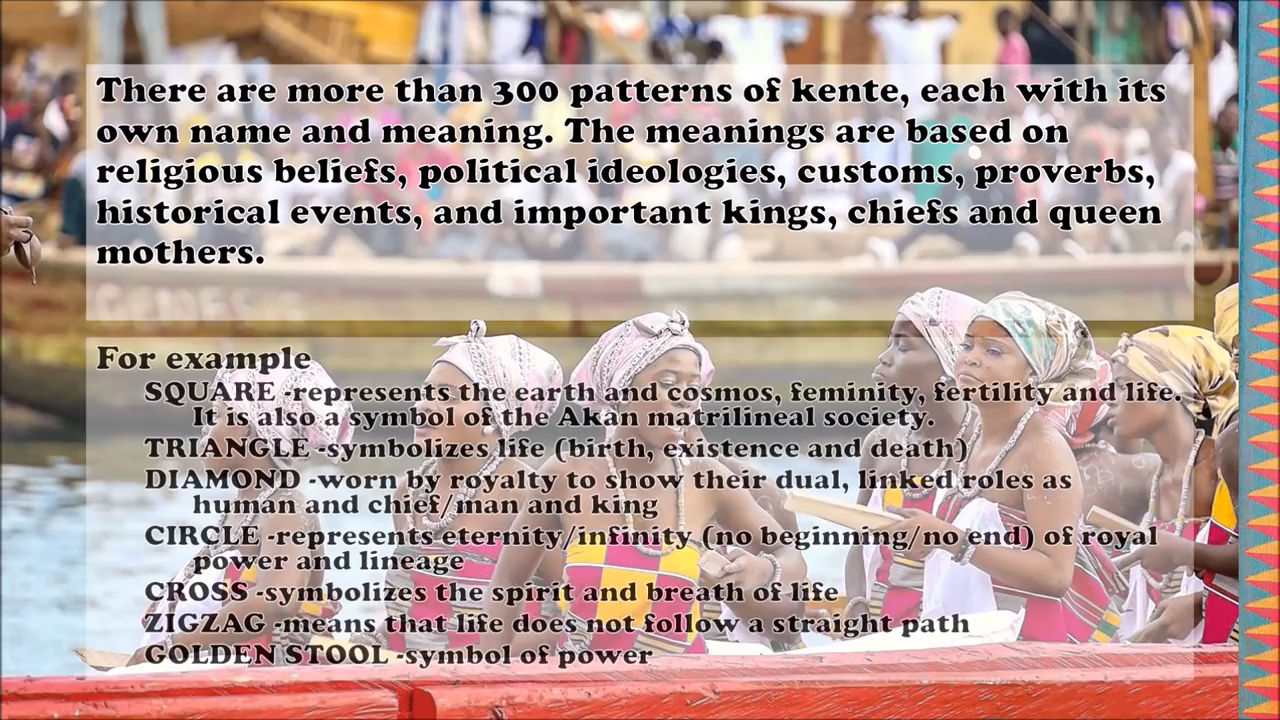 There are more than 300 patterns of kente, each with its
own name and meaning. The meanings are based on
religious beliefs, political ideologies, customs, proverbs,
historical events, and important kings, chiefs and queen
mothers.
For example
SQUARE -represents the earth and cosmos, feminity, fertility and life.
It is also a symbol of the Akan matrilineal society.
TRIANGLE -symbolizes life (birth, existence and death)
DIAMOND -worn by royalty to show their dual, linked roles as
human and chief/man and king
CIRCLE -represents eternity/infinity (no beginning/no end) of royal
power and lineage
CROSS -symbolizes the spirit and breath of life
ZIGZAG -means that life does not follow a straight path
GOLDEN STOOL -symbol of power